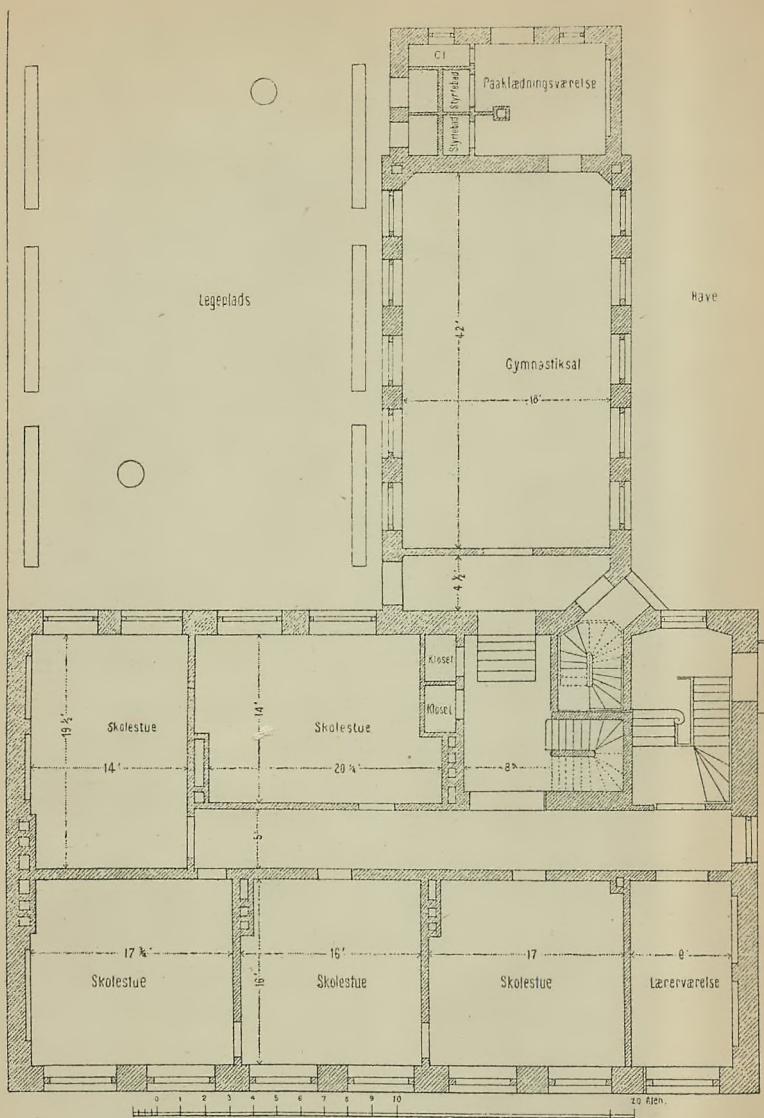 Cl
Styrtebad
Styrtebad
Paaklædningsværelse
Legeplads
42'
Gymnastiksal
18'
Have
4 ½'
Skolestue
19 ½'
14'
Skolestue
14'
20 ¼'
Kloset
Kloset
8'
5'
17 ¾'
Skolestue
16'
16'
Skolestue
17
Skolestue
8'
Lærerværelse
0 1 2 3 4 5 6 7 8 9 10 20 Alen.